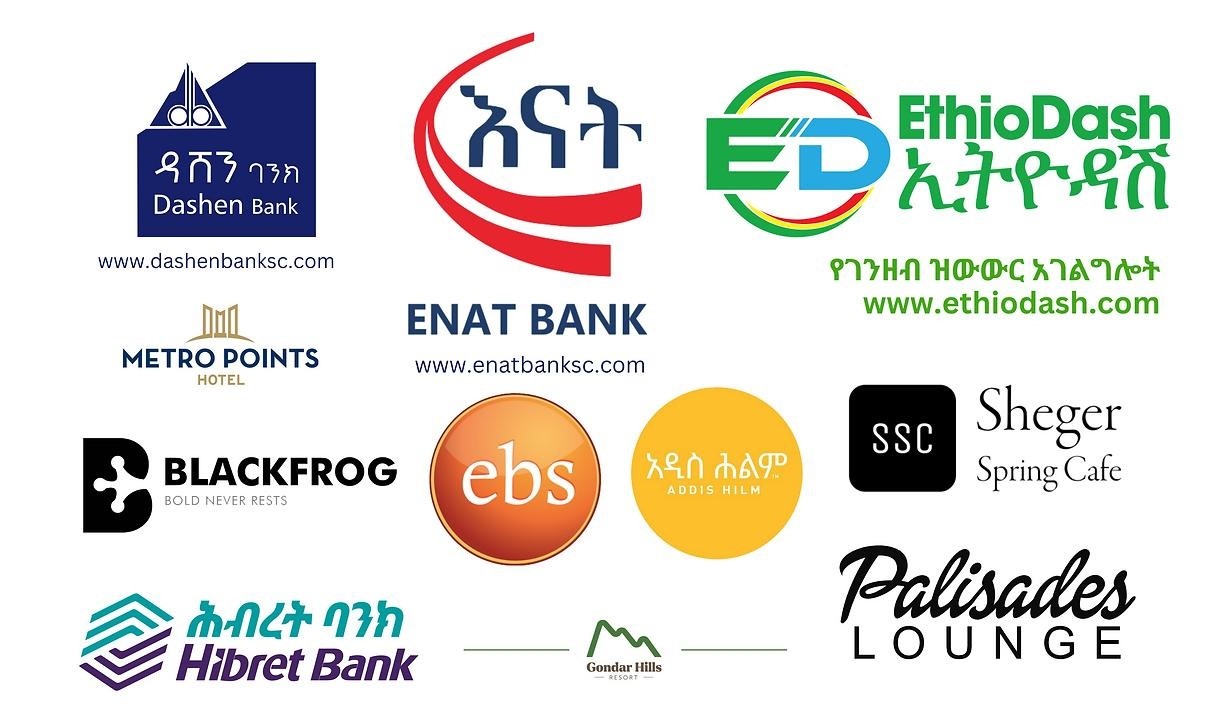 ዳሸን ባንክ
Dashen Bank
www.dashenbanksc.com
እናት
ENAT BANK
www.enatbanksc.com
ED
EthioDash
ኢትዮዳሽ
የገንዘብ ዝውውር አገልግሎት
www.ethiodash.com
METRO POINTS
HOTEL
BLACKFROG
BOLD NEVER RESTS
ebs
አዲስ ሕልም
ADDIS HILM
SSC
Sheger
Spring Cafe
ሕብረት ባንክ
Hibret Bank
Gondar Hills
RESORT
Palisades
LOUNGE